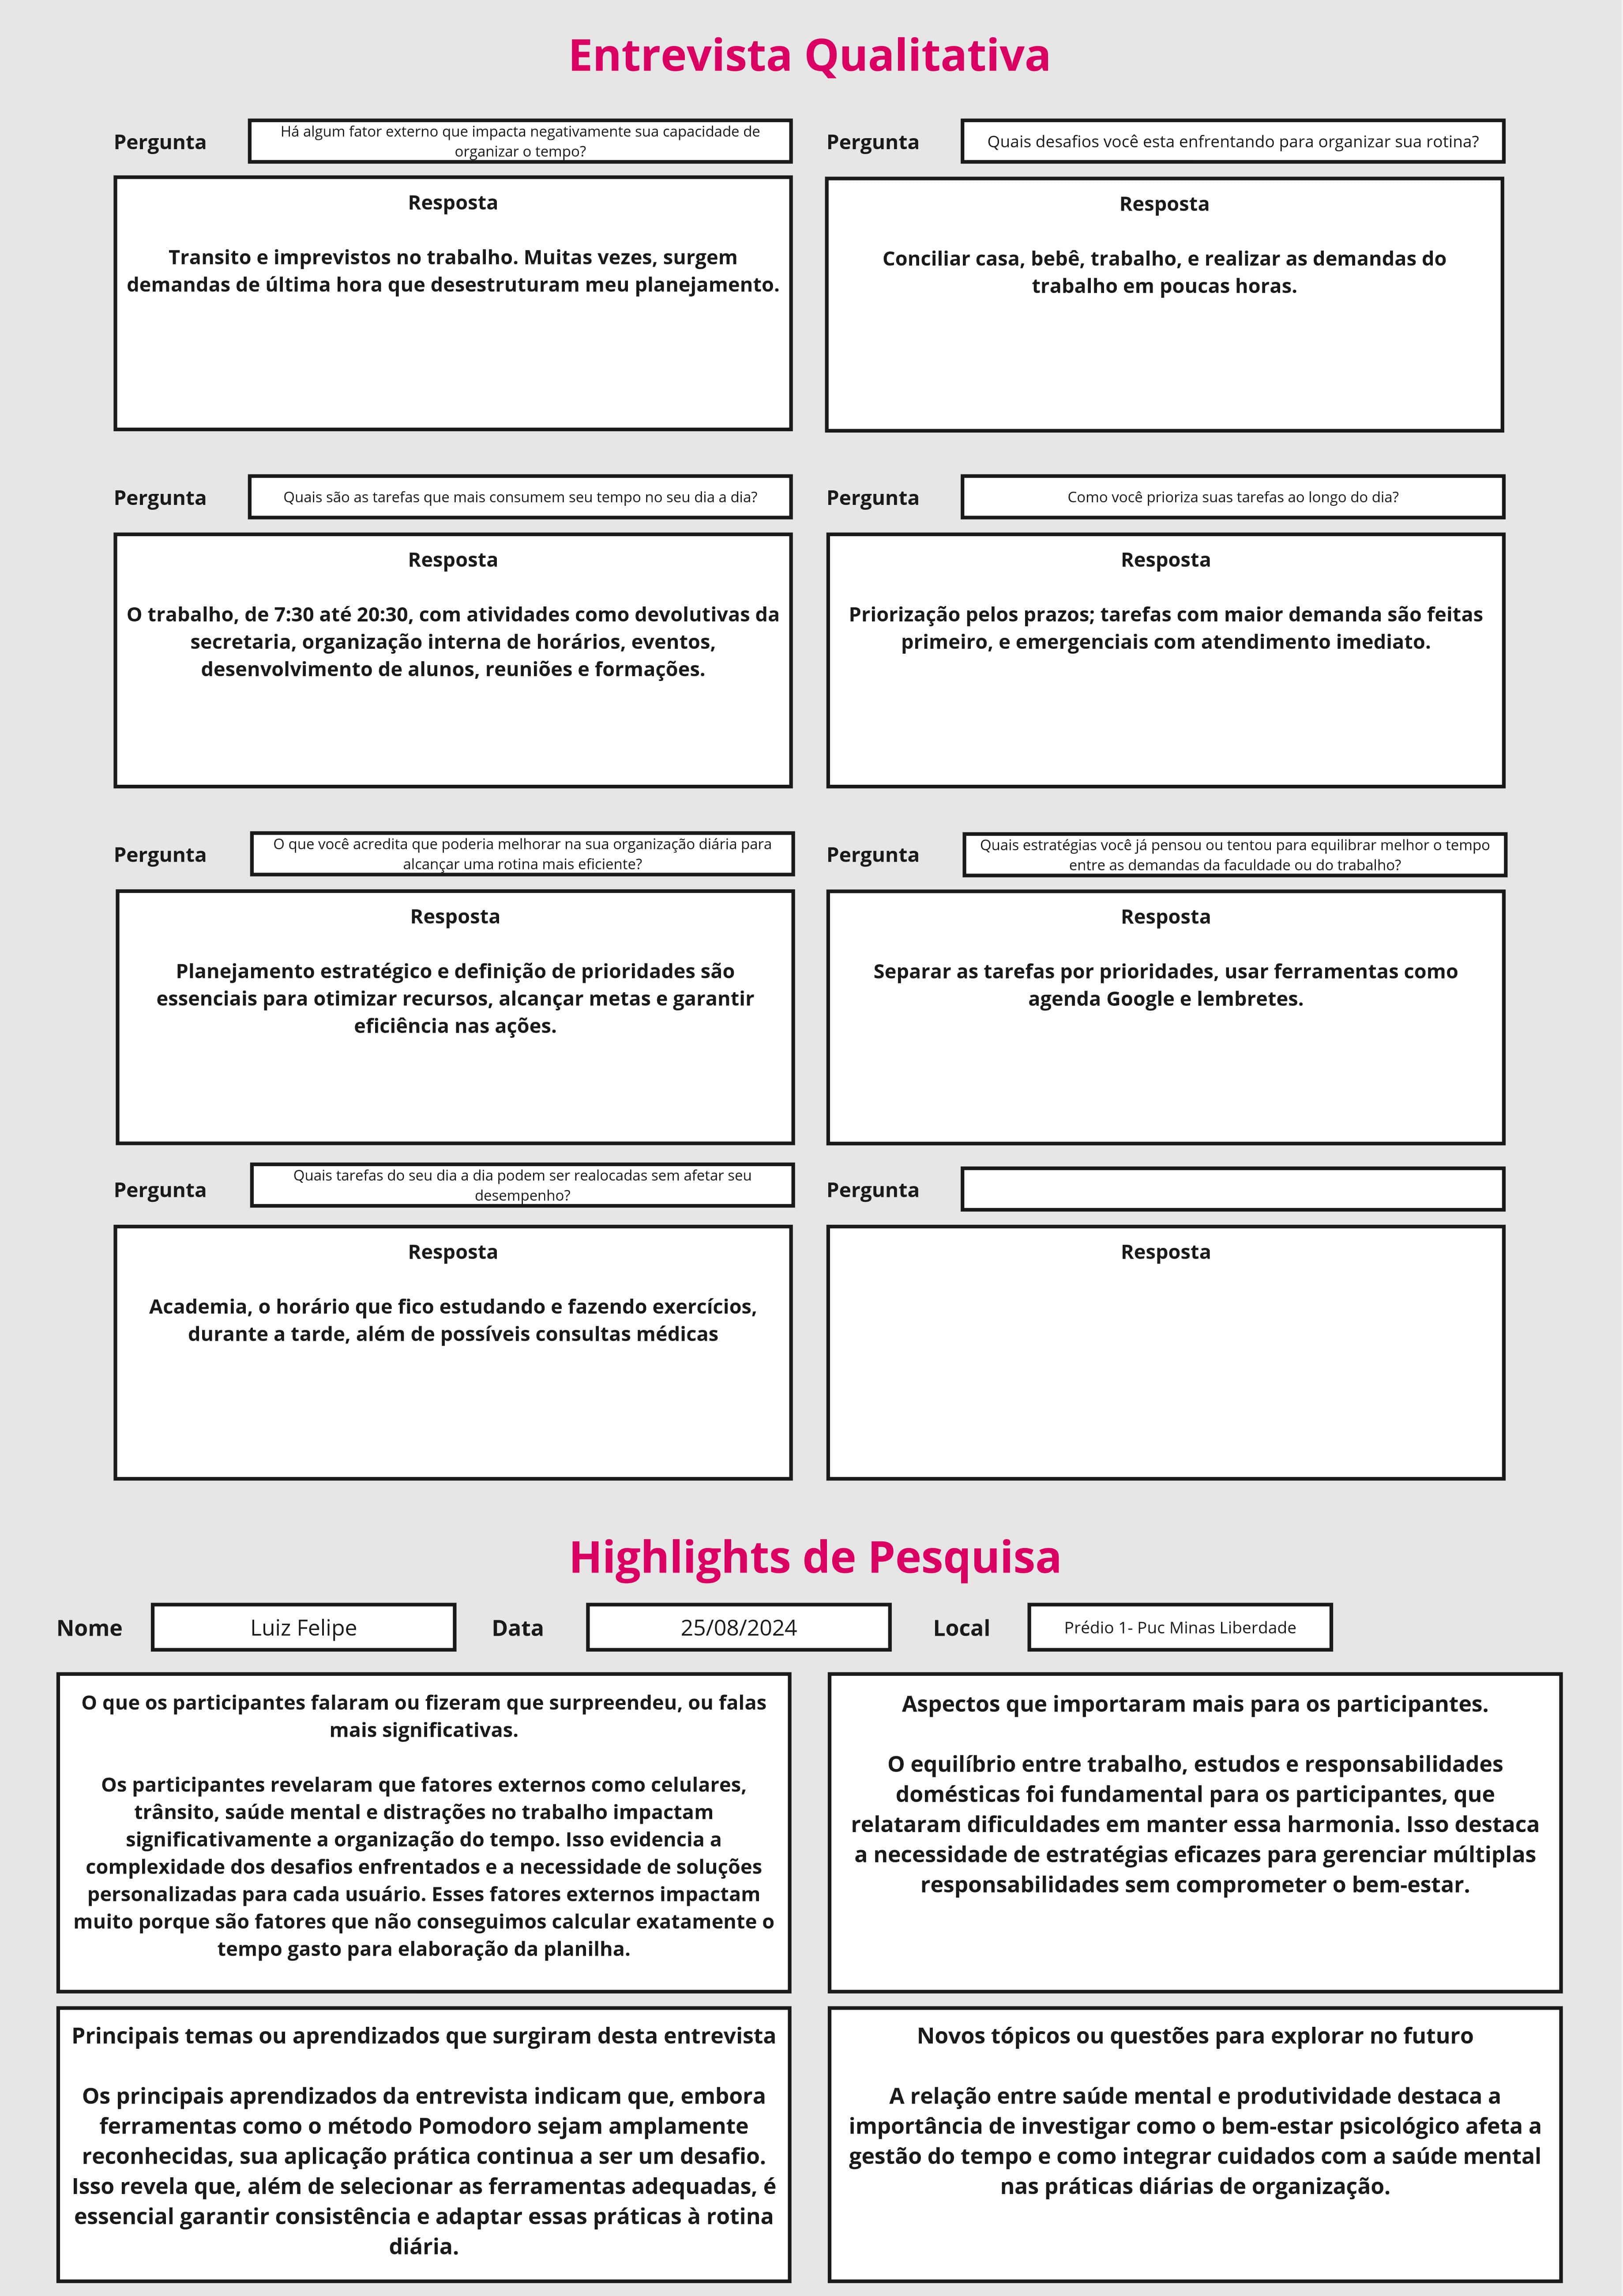 Entrevista Qualitativa
Pergunta
Há algum fator externo que impacta negativamente sua capacidade de
organizar o tempo?
Resposta
Transito e imprevistos no trabalho. Muitas vezes, surgem
demandas de última hora que desestruturam meu planejamento.
Pergunta
Quais desafios você esta enfrentando para organizar sua rotina?
Resposta
Conciliar casa, bebê, trabalho, e realizar as demandas do
trabalho em poucas horas.
Pergunta
Quais são as tarefas que mais consumem seu tempo no seu dia a dia?
Resposta
O trabalho, de 7:30 até 20:30, com atividades como devolutivas da
secretaria, organização interna de horários, eventos,
desenvolvimento de alunos, reuniões e formações.
Pergunta
Como você prioriza suas tarefas ao longo do dia?
Resposta
Priorização pelos prazos; tarefas com maior demanda são feitas
primeiro, e emergenciais com atendimento imediato.
Pergunta
O que você acredita que poderia melhorar na sua organização diária para
alcançar uma rotina mais eficiente?
Resposta
Planejamento estratégico e definição de prioridades são
essenciais para otimizar recursos, alcançar metas e garantir
eficiência nas ações.
Pergunta
Quais estratégias você já pensou ou tentou para equilibrar melhor o tempo
entre as demandas da faculdade ou do trabalho?
Resposta
Separar as tarefas por prioridades, usar ferramentas como
agenda Google e lembretes.
Pergunta
Quais tarefas do seu dia a dia podem ser realocadas sem afetar seu
desempenho?
Resposta
Academia, o horário que fico estudando e fazendo exercícios,
durante a tarde, além de possíveis consultas médicas
Pergunta
Resposta
Highlights de Pesquisa
Nome
Luiz Felipe
Data
25/08/2024
Local
Prédio 1- Puc Minas Liberdade
O que os participantes falaram ou fizeram que surpreendeu, ou falas
mais significativas.
Os participantes revelaram que fatores externos como celulares,
trânsito, saúde mental e distrações no trabalho impactam
significativamente a organização do tempo. Isso evidencia a
complexidade dos desafios enfrentados e a necessidade de soluções
personalizadas para cada usuário. Esses fatores externos impactam
muito porque são fatores que não conseguimos calcular exatamente o
tempo gasto para elaboração da planilha.
Aspectos que importaram mais para os participantes.
O equilíbrio entre trabalho, estudos e responsabilidades
domésticas foi fundamental para os participantes, que
relataram dificuldades em manter essa harmonia. Isso destaca
a necessidade de estratégias eficazes para gerenciar múltiplas
responsabilidades sem comprometer o bem-estar.
Principais temas ou aprendizados que surgiram desta entrevista
Os principais aprendizados da entrevista indicam que, embora
ferramentas como o método Pomodoro sejam amplamente
reconhecidas, sua aplicação prática continua a ser um desafio.
Isso revela que, além de selecionar as ferramentas adequadas, é
essencial garantir consistência e adaptar essas práticas à rotina
diária.
Novos tópicos ou questões para explorar no futuro
A relação entre saúde mental e produtividade destaca a
importância de investigar como o bem-estar psicológico afeta a
gestão do tempo e como integrar cuidados com a saúde mental
nas práticas diárias de organização.